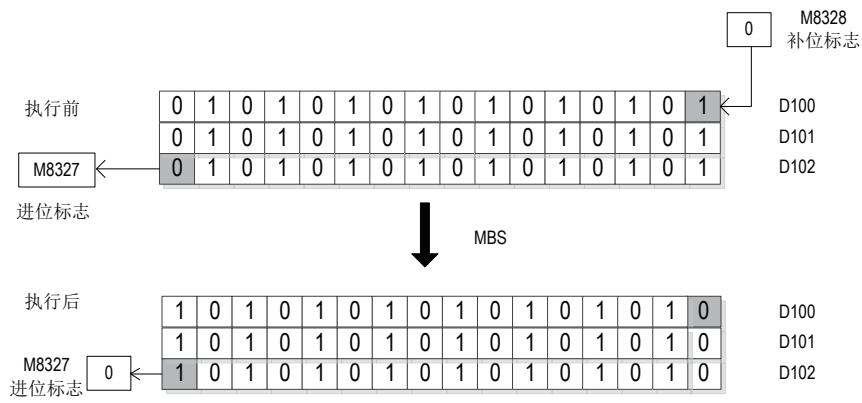 0
M8328
补位标志
执行前
0 1 0 1 0 1 0 1 0 1 0 1 0 1 0 1 D100
0 1 0 1 0 1 0 1 0 1 0 1 0 1 0 1 D101
M8327
0 1 0 1 0 1 0 1 0 1 0 1 0 1 0 1 D102
进位标志
MBS
执行后
1 0 1 0 1 0 1 0 1 0 1 0 1 0 1 0 D100
1 0 1 0 1 0 1 0 1 0 1 0 1 0 1 0 D101
M8327
进位标志
0
1 0 1 0 1 0 1 0 1 0 1 0 1 0 1 0 D102